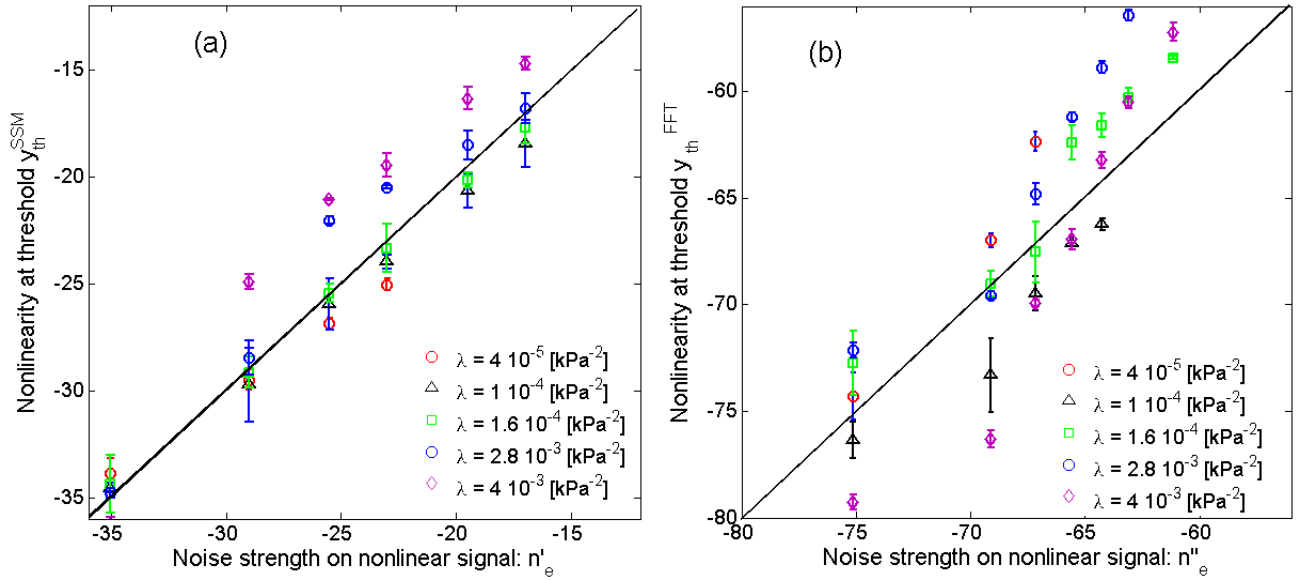 (a)
Nonlinearity at threshold y_th^SSM
-15
-20
-25
-30
-35
-35
-30
-25
-20
-15
λ = 4 10^-5 [kPa^-2]
λ = 1 10^-4 [kPa^-2]
λ = 1.6 10^-4 [kPa^-2]
λ = 2.8 10^-3 [kPa^-2]
λ = 4 10^-3 [kPa^-2]
Noise strength on nonlinear signal: n'_e
(b)
Nonlinearity at threshold y_th^FFT
-60
-65
-70
-75
-80
-80
-75
-70
-65
-60
λ = 4 10^-5 [kPa^-2]
λ = 1 10^-4 [kPa^-2]
λ = 1.6 10^-4 [kPa^-2]
λ = 2.8 10^-3 [kPa^-2]
λ = 4 10^-3 [kPa^-2]
Noise strength on nonlinear signal: n''_e